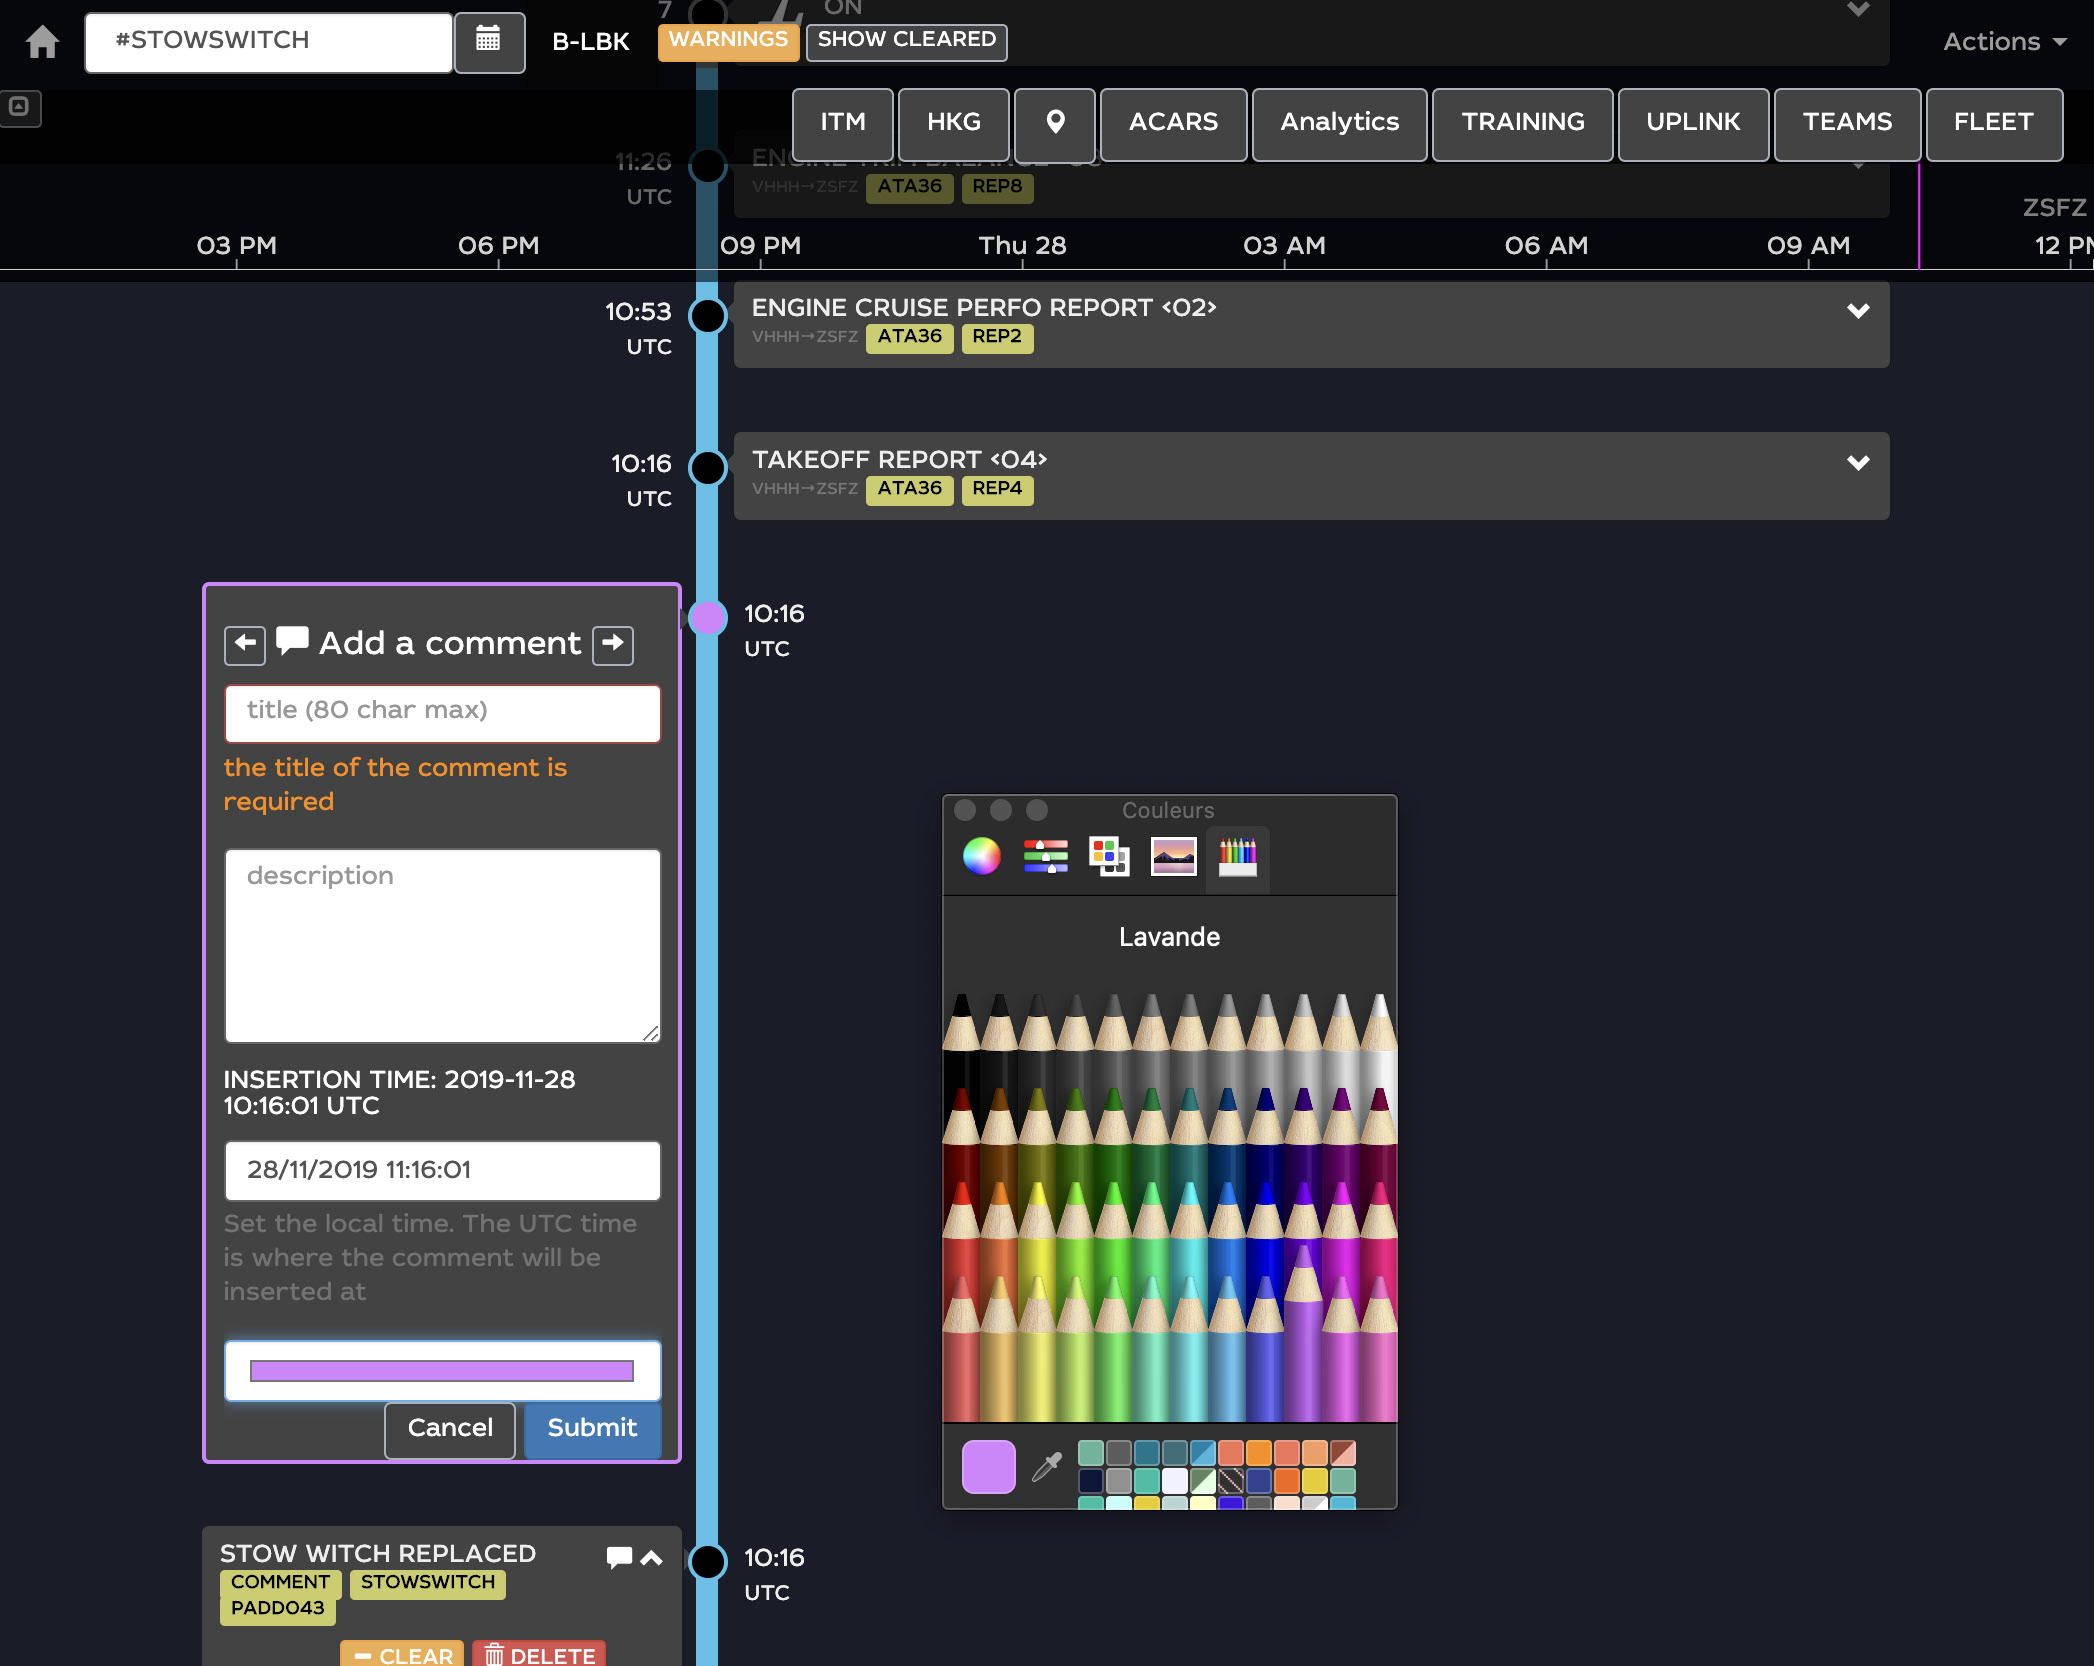 7
ON
#STOWSWITCH
B-LBK
WARNINGS
SHOW CLEARED
Actions
ITM
HKG
ACARS
Analytics
TRAINING
UPLINK
TEAMS
FLEET
11:26
UTC
ENGINE TRIM BALANCE
VHHH→ZSFZ
ATA36
REP8
ZSFZ
03 PM
06 PM
09 PM
Thu 28
03 AM
06 AM
09 AM
12 PM
10:53
UTC
ENGINE CRUISE PERFO REPORT <02>
VHHH→ZSFZ
ATA36
REP2
10:16
UTC
TAKEOFF REPORT <04>
VHHH→ZSFZ
ATA36
REP4
10:16
UTC
Add a comment
title (80 char max)
the title of the comment is
required
description
INSERTION TIME: 2019-11-28
10:16:01 UTC
28/11/2019 11:16:01
Set the local time. The UTC time
is where the comment will be
inserted at
Cancel
Submit
Couleurs
Lavande
STOW WITCH REPLACED
COMMENT
STOWSWITCH
PADDO43
10:16
UTC
CLEAR
DELETE